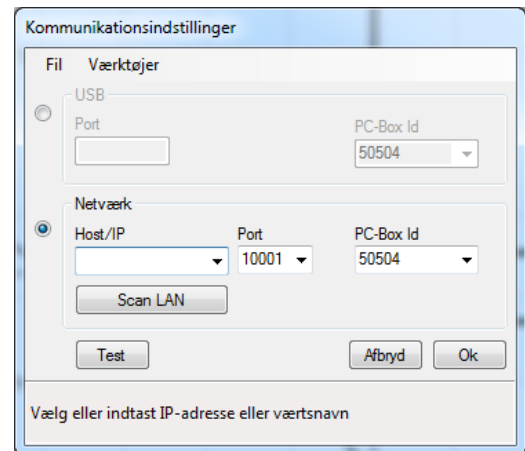 Kommunikationsindstillinger
Fil Værktøjer
USB
Port PC-Box Id
50504
Netværk
Host/IP Port PC-Box Id
10001 50504
Scan LAN
Test Afbryd Ok
Vælg eller indtast IP-adresse eller værtsnavn